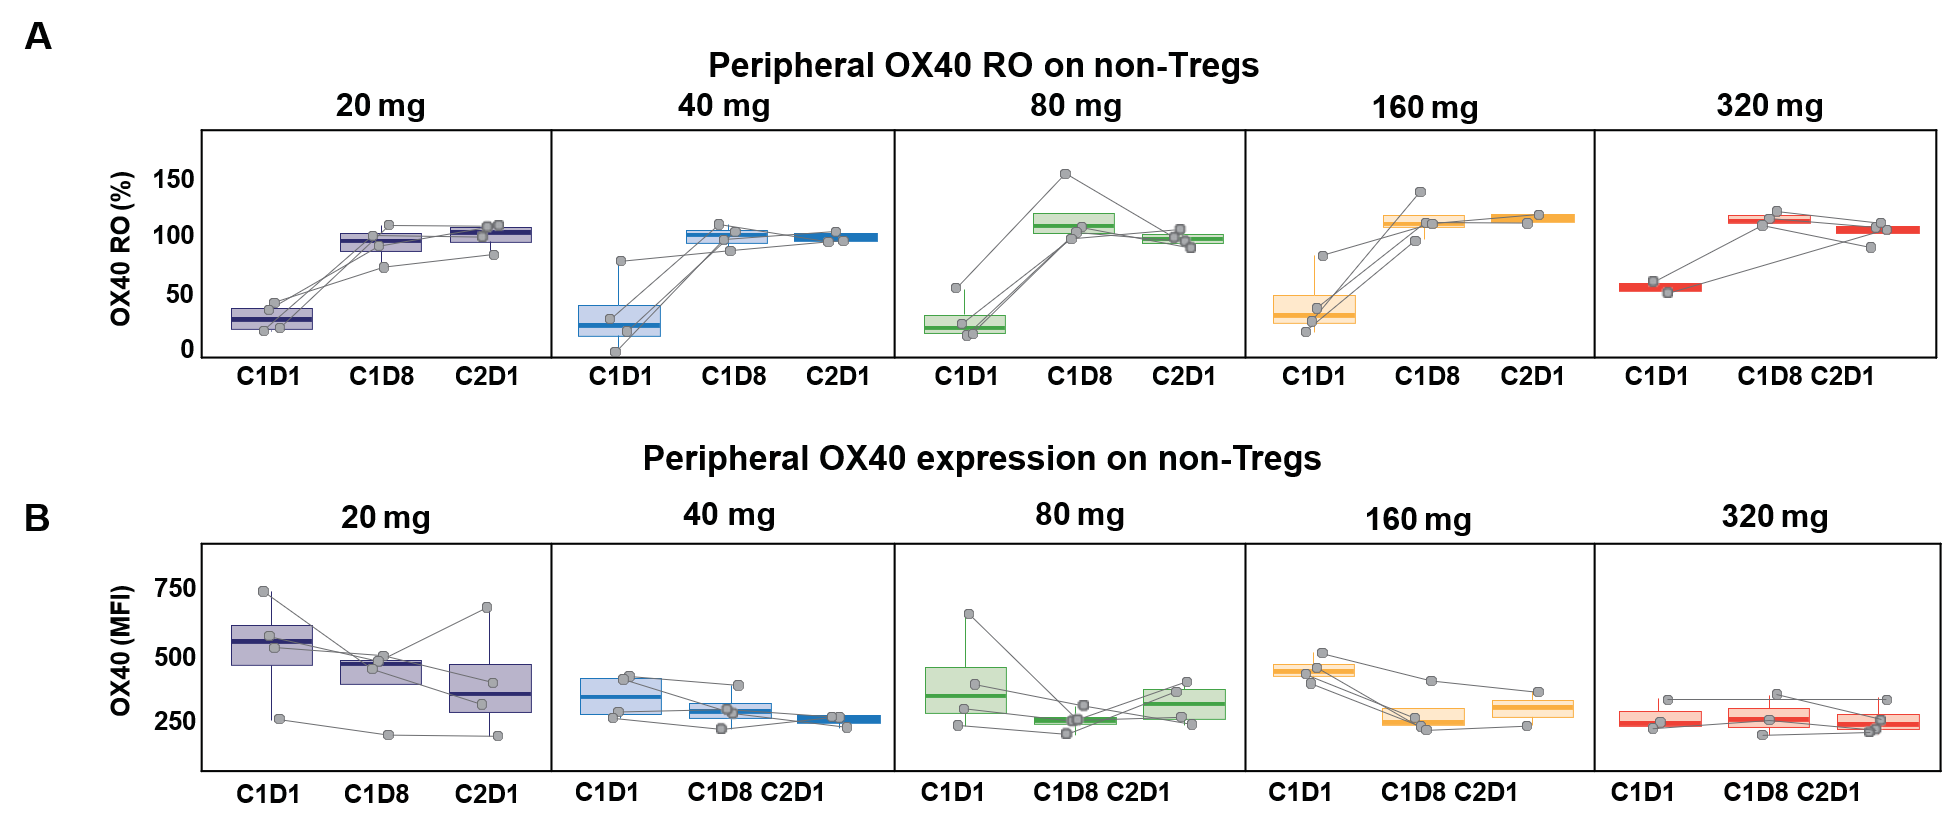 A
Peripheral OX40 RO on non-Tregs
20 mg 40 mg 80 mg 160 mg 320 mg
OX40 RO (%)
150
100
50
0
C1D1 C1D8 C2D1 C1D1 C1D8 C2D1 C1D1 C1D8 C2D1 C1D1 C1D8 C2D1 C1D1 C1D8 C2D1
Peripheral OX40 expression on non-Tregs
B
20 mg 40 mg 80 mg 160 mg 320 mg
OX40 (MFI)
750
500
250
C1D1 C1D8 C2D1 C1D1 C1D8 C2D1 C1D1 C1D8 C2D1 C1D1 C1D8 C2D1 C1D1 C1D8 C2D1